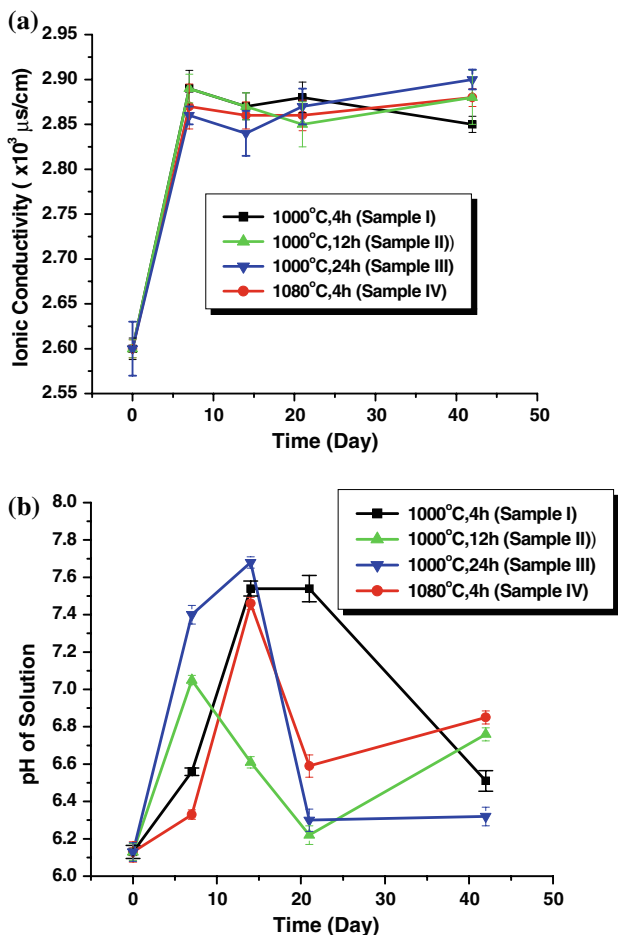 (a)
2.90
2.85
2.80
2.75
2.70
2.65
2.60
2.55
Ionic Conductivity ( x10³ μs/cm)
1000°C,4h (Sample I)
1000°C,12h (Sample II))
1000°C,24h (Sample III)
1080°C,4h (Sample IV)
0 10 20 30 40 50
Time (Day)
(b)
8.0
7.8
7.6
7.4
7.2
7.0
6.8
6.6
6.4
6.2
6.0
pH of Solution
1000°C,4h (Sample I)
1000°C,12h (Sample II))
1000°C,24h (Sample III)
1080°C,4h (Sample IV)
0 10 20 30 40 50
Time (Day)